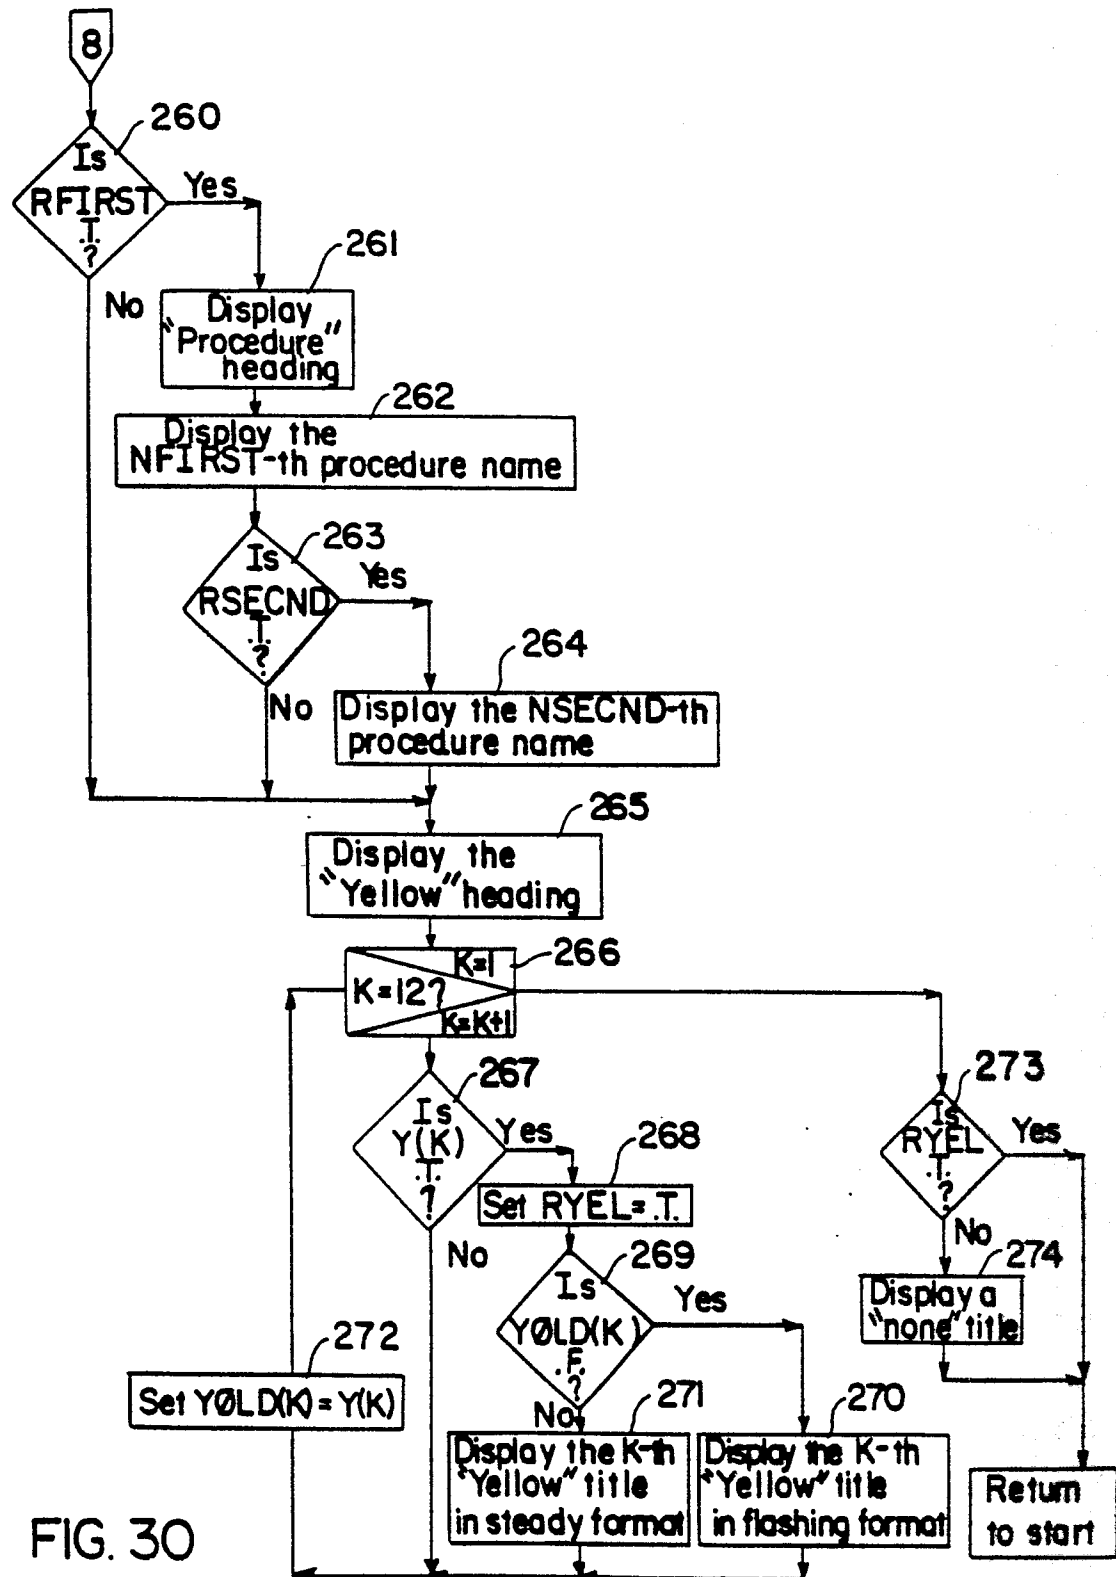 8
260
Is
RFIRST
.T.
?
Yes
No
261
Display
"Procedure"
heading
262
Display the
NFIRST-th procedure name
263
Is
RSECND
.T.
?
Yes
No
264
Display the NSECND-th
procedure name
265
Display the
"Yellow" heading
266
K=1
K=12?
K=K+1
267
Is
Y(K)
.T.
?
Yes
No
268
Set RYEL=.T.
269
Is
YØLD(K)
.F.
?
Yes
No
270
Display the K-th
"Yellow" title
in flashing format
271
Display the K-th
"Yellow" title
in steady format
272
Set YØLD(K)=Y(K)
273
Is
RYEL
.T.
?
Yes
No
274
Display a
"none" title
Return
to start
FIG. 30